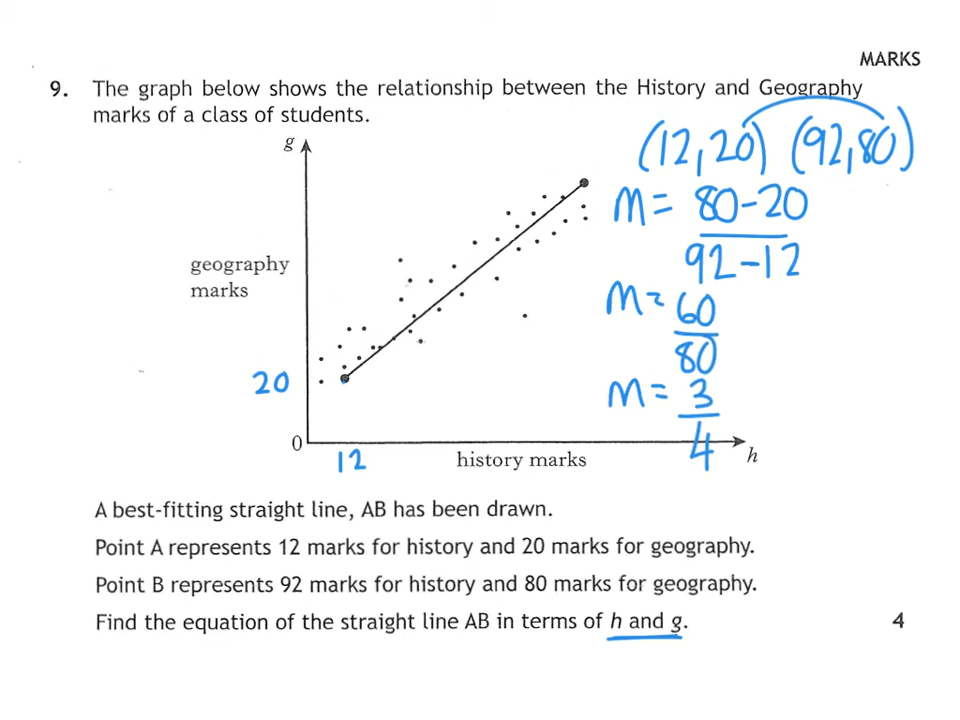 MARKS
9. The graph below shows the relationship between the History and Geography
marks of a class of students.
g
(12,20) (92,80)
m = 80-20
92-12
geography
marks
m = 60
80
20
m = 3
4
0
12
history marks
h
A best-fitting straight line, AB has been drawn.
Point A represents 12 marks for history and 20 marks for geography.
Point B represents 92 marks for history and 80 marks for geography.
Find the equation of the straight line AB in terms of h and g.
4